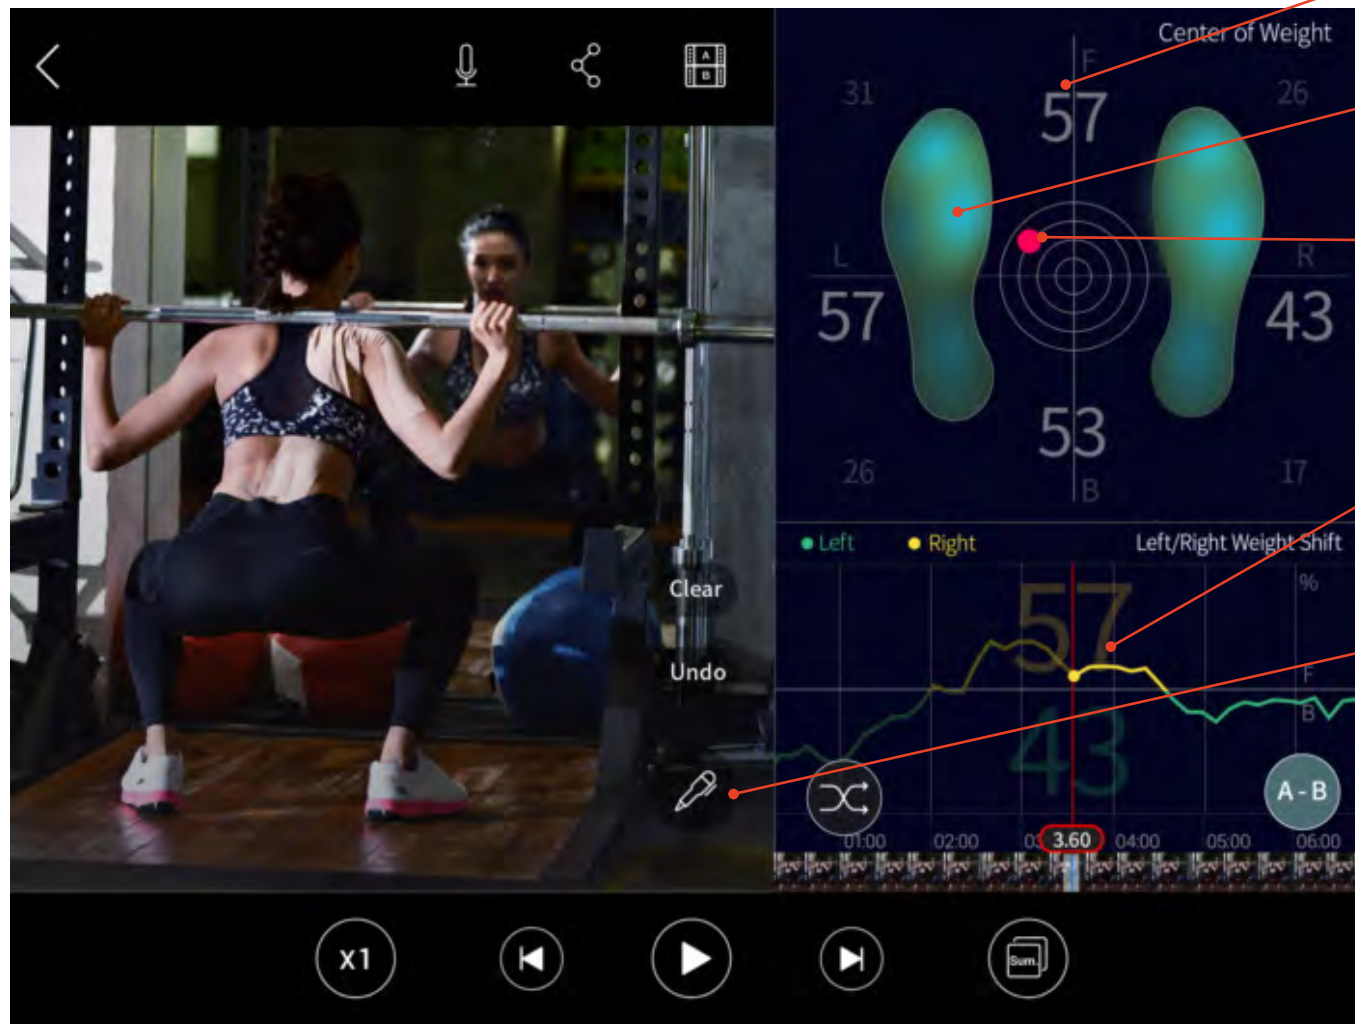 A
B
Center of Weight
F
31
57
26
L
R
57
43
53
26
B
17
Left
Right
Left/Right Weight Shift
57
%
Clear
Undo
F
B
43
A - B
01:00
02:00
03
3.60
04:00
05:00
06:00
x1
Sum.